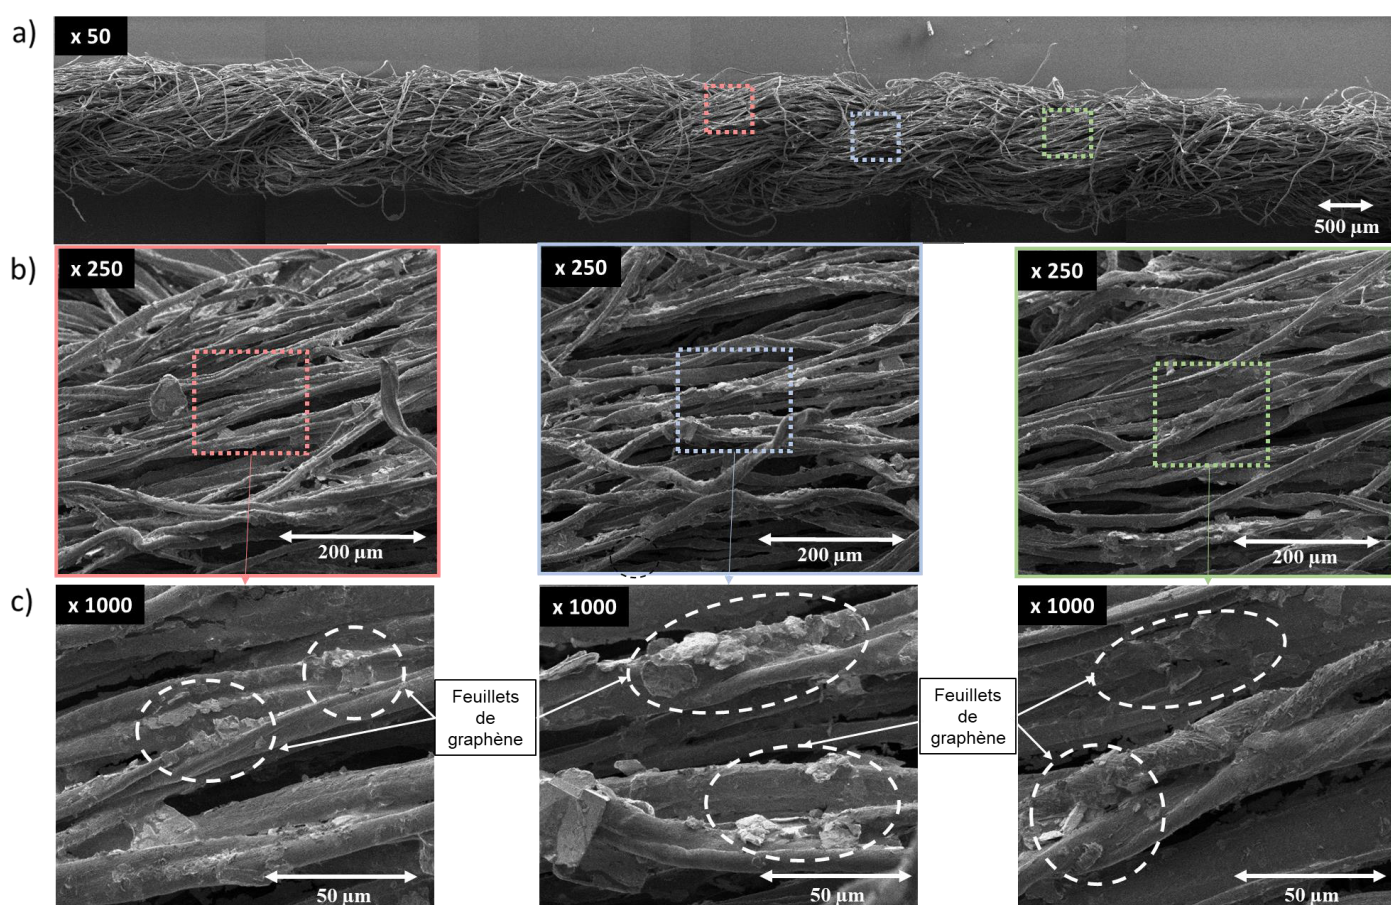 a)
x 50
500 µm
b)
x 250
x 250
x 250
200 µm
200 µm
200 µm
c)
x 1000
x 1000
x 1000
Feuillets
de
graphène
Feuillets
de
graphène
50 µm
50 µm
50 µm